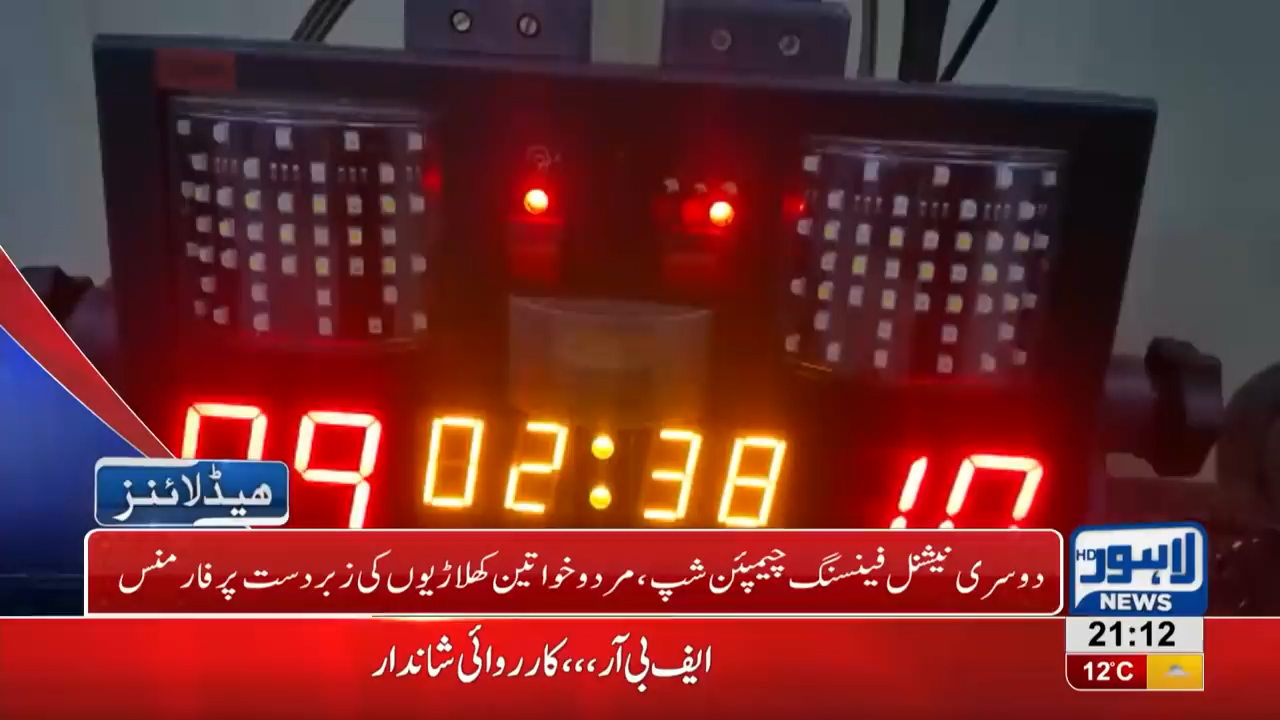 09 02:38 10
ھیڈلائنز
دوسری نیشنل فینسنگ چیمپئن شپ، مرد و خواتین کھلاڑیوں کی زبردست پرفارمنس
HD لاہور
NEWS
21:12
12°C
ایف بی آر،،،کارروائی شاندار